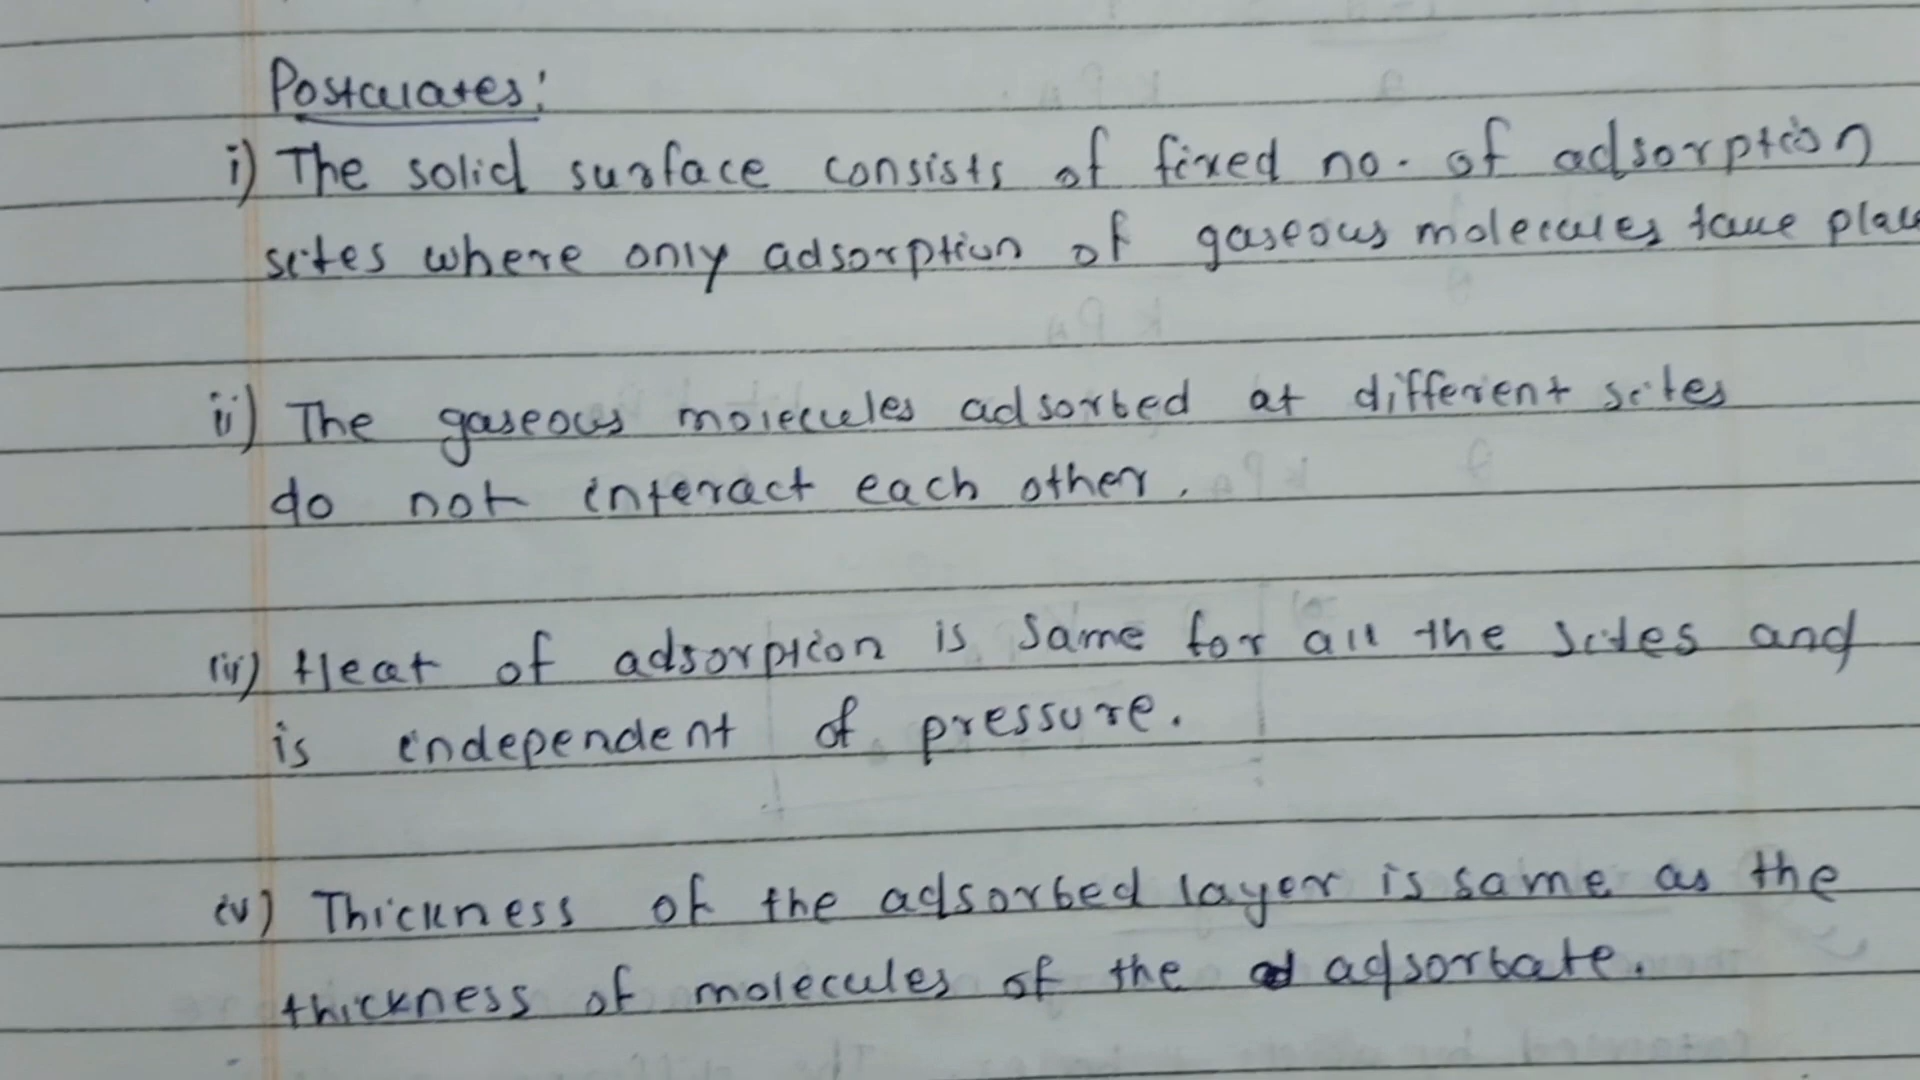 Postulates:
i) The solid surface consists of fixed no. of adsorption
sites where only adsorption of gaseous molecules take place
ii) The gaseous molecules adsorbed at different sites
do not interact each other.
iii) Heat of adsorption is same for all the sites and
is independent of pressure.
iv) Thickness of the adsorbed layer is same as the
thickness of molecules of the adsorbate.